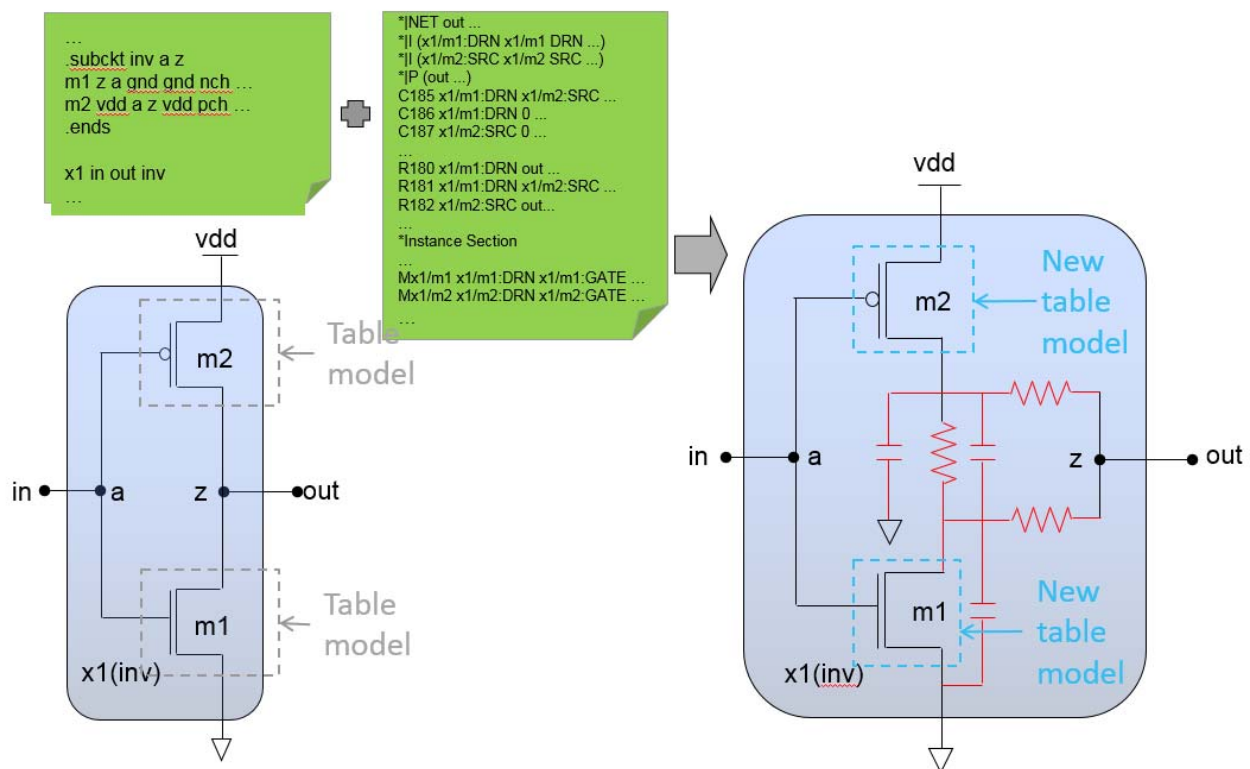 ...
.subckt inv a z
m1 z a gnd gnd nch ...
m2 vdd a z vdd pch ...
.ends
x1 in out inv
...
*|NET out ...
*|I (x1/m1:DRN x1/m1 DRN ...)
*|I (x1/m2:SRC x1/m2 SRC ...)
*|P (out ...)
C185 x1/m1:DRN x1/m2:SRC ...
C186 x1/m1:DRN 0 ...
C187 x1/m2:SRC 0 ...
...
R180 x1/m1:DRN out ...
R181 x1/m1:DRN x1/m2:SRC ...
R182 x1/m2:SRC out...
...
*Instance Section
...
Mx1/m1 x1/m1:DRN x1/m1:GATE ...
Mx1/m2 x1/m2:DRN x1/m2:GATE ...
...
vdd
m2
Table
model
in
a
z
out
m1
Table
model
x1(inv)
vdd
m2
New
table
model
in
a
z
out
m1
New
table
model
x1(inv)